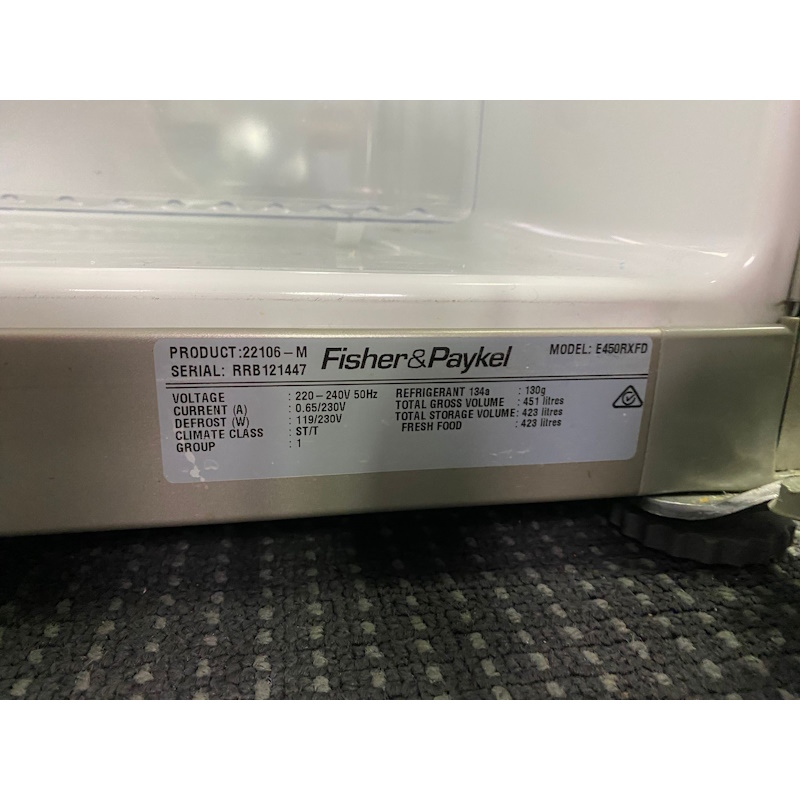 PRODUCT:22106-M Fisher&Paykel MODEL: E450RXFD
SERIAL: RRB121447
VOLTAGE : 220-240V 50Hz
CURRENT (A) : 0.65/230V
DEFROST (W) : 119/230V
CLIMATE CLASS : ST/T
GROUP : 1
REFRIGERANT 134a : 130g
TOTAL GROSS VOLUME : 451 litres
TOTAL STORAGE VOLUME: 423 litres
FRESH FOOD : 423 litres